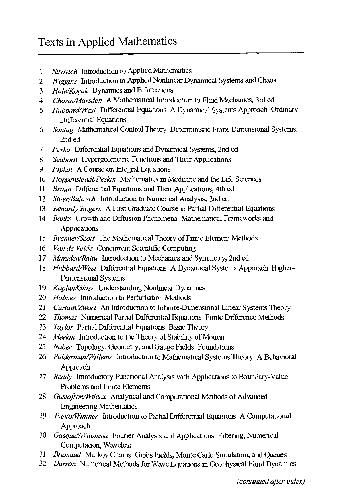 Texts in Applied Mathematics
1. Sirovich: Introduction to Applied Mathematics.
2. Wiggins: Introduction to Applied Nonlinear Dynamical Systems and Chaos.
3. Hale/Koçak: Dynamics and Bifurcations.
4. Chorin/Marsden: A Mathematical Introduction to Fluid Mechanics, 3rd ed.
5. Hubbard/West: Differential Equations: A Dynamical Systems Approach: Ordinary
Differential Equations.
6. Sontag: Mathematical Control Theory: Deterministic Finite Dimensional Systems,
2nd ed.
7. Perko: Differential Equations and Dynamical Systems, 2nd ed.
8. Seaborn: Hypergeometric Functions and Their Applications.
9. Pipkin: A Course on Integral Equations.
10. Hoppensteadt/Peskin: Mathematics in Medicine and the Life Sciences.
11. Braun: Differential Equations and Their Applications, 4th ed.
12. Stoer/Bulirsch: Introduction to Numerical Analysis, 2nd ed.
13. Renardy/Rogers: A First Graduate Course in Partial Differential Equations.
14. Banks: Growth and Diffusion Phenomena: Mathematical Frameworks and
Applications.
15. Brenner/Scott: The Mathematical Theory of Finite Element Methods.
16. Van de Velde: Concurrent Scientific Computing.
17. Marsden/Ratiu: Introduction to Mechanics and Symmetry, 2nd ed.
18. Hubbard/West: Differential Equations: A Dynamical Systems Approach: Higher-
Dimensional Systems.
19. Kaplan/Glass: Understanding Nonlinear Dynamics.
20. Holmes: Introduction to Perturbation Methods.
21. Curtain/Zwart: An Introduction to Infinite-Dimensional Linear Systems Theory.
22. Thomas: Numerical Partial Differential Equations: Finite Difference Methods.
23. Taylor: Partial Differential Equations: Basic Theory.
24. Merkin: Introduction to the Theory of Stability of Motion.
25. Naber: Topology, Geometry, and Gauge Fields: Foundations.
26. Polderman/Willems: Introduction to Mathematical Systems Theory: A Behavioral
Approach.
27. Reddy: Introductory Functional Analysis with Applications to Boundary-Value
Problems and Finite Elements.
28. Gustafson/Wilcox: Analytical and Computational Methods of Advanced
Engineering Mathematics.
29. Tveito/Winther: Introduction to Partial Differential Equations: A Computational
Approach.
30. Gasquet/Witomski: Fourier Analysis and Applications: Filtering, Numerical
Computation, Wavelets.
31. Brémaud: Markov Chains: Gibbs Fields, Monte Carlo Simulation, and Queues.
32. Durran: Numerical Methods for Wave Equations in Geophysical Fluid Dynamics.
(continued after index)